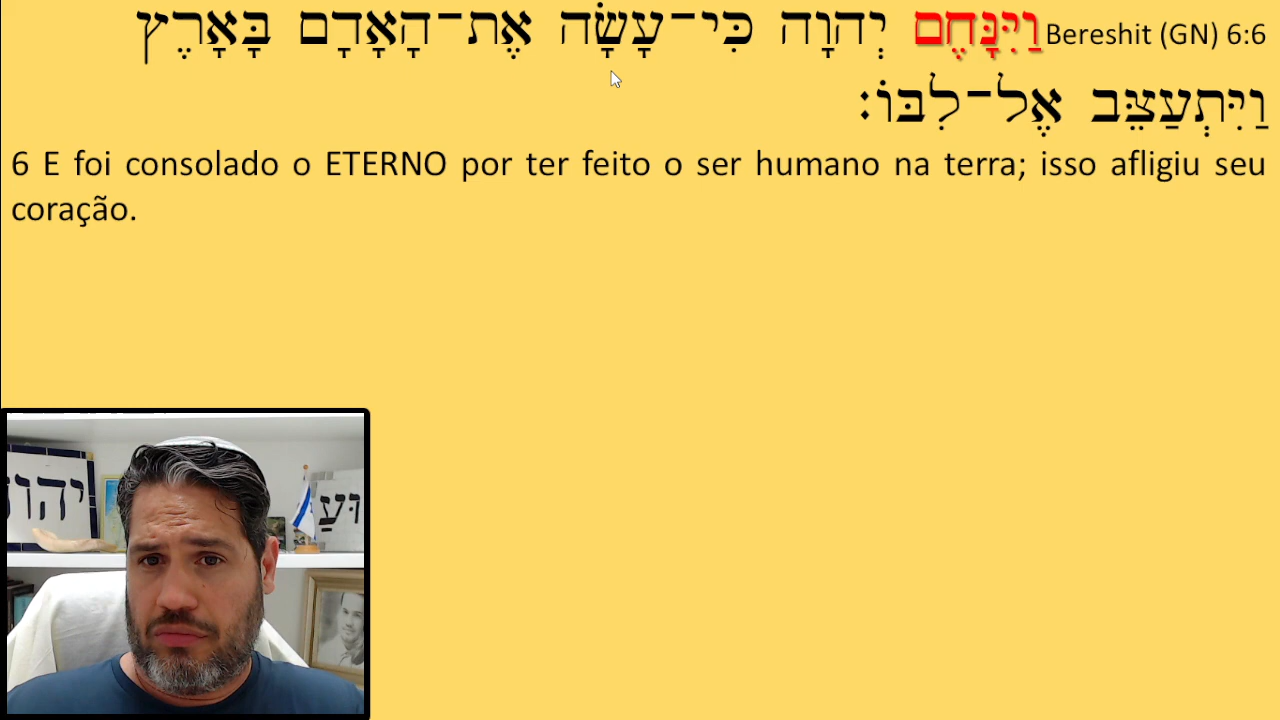 Bereshit (GN) 6:6 וַיִּנָּחֶם יְהוָה כִּי־עָשָׂה אֶת־הָאָדָם בָּאָרֶץ
וַיִּתְעַצֵּב אֶל־לִבּוֹ׃
6 E foi consolado o ETERNO por ter feito o ser humano na terra; isso afligiu seu
coração.